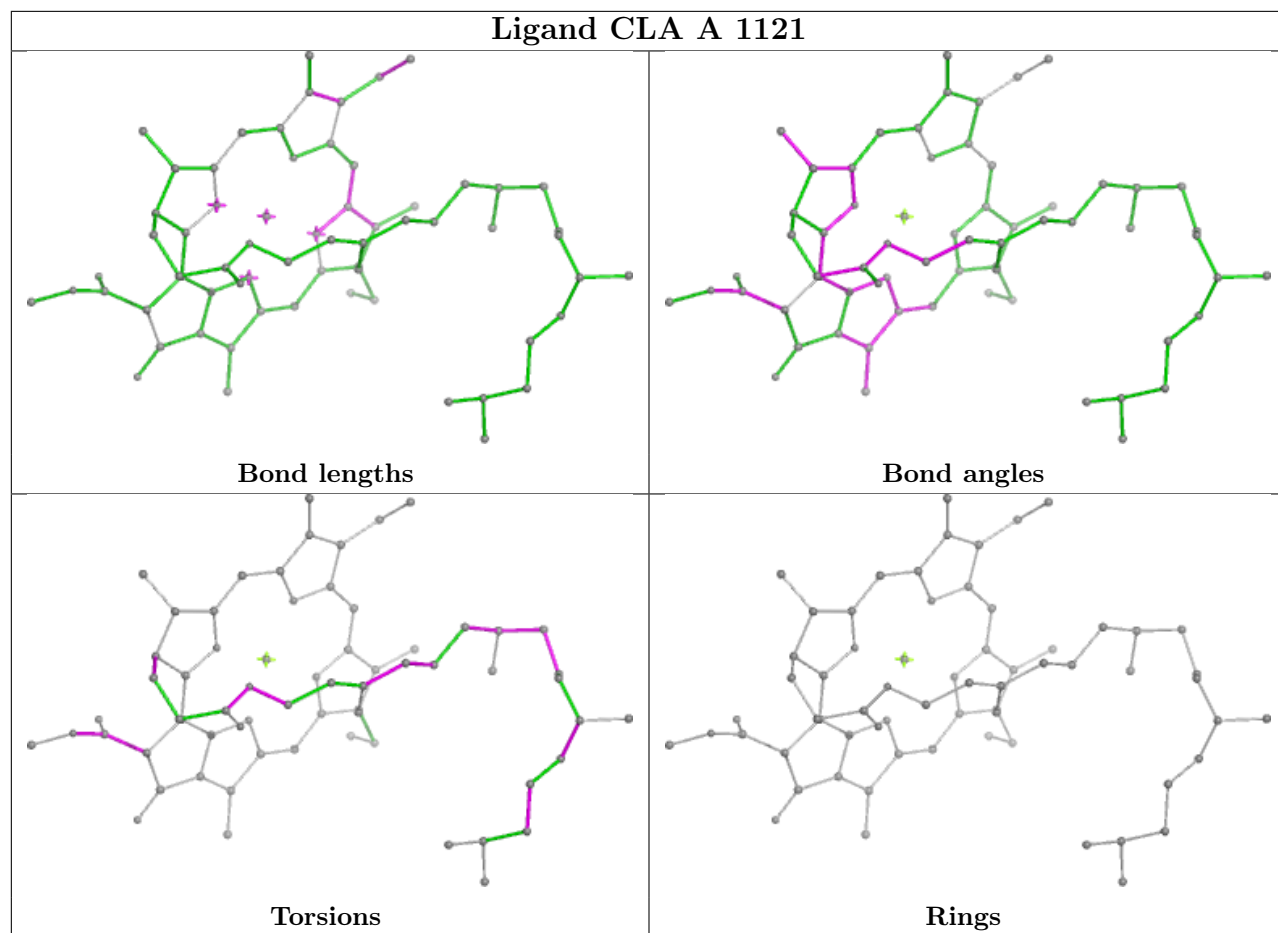 Ligand CLA A 1121
Bond lengths
Bond angles
Torsions
Rings